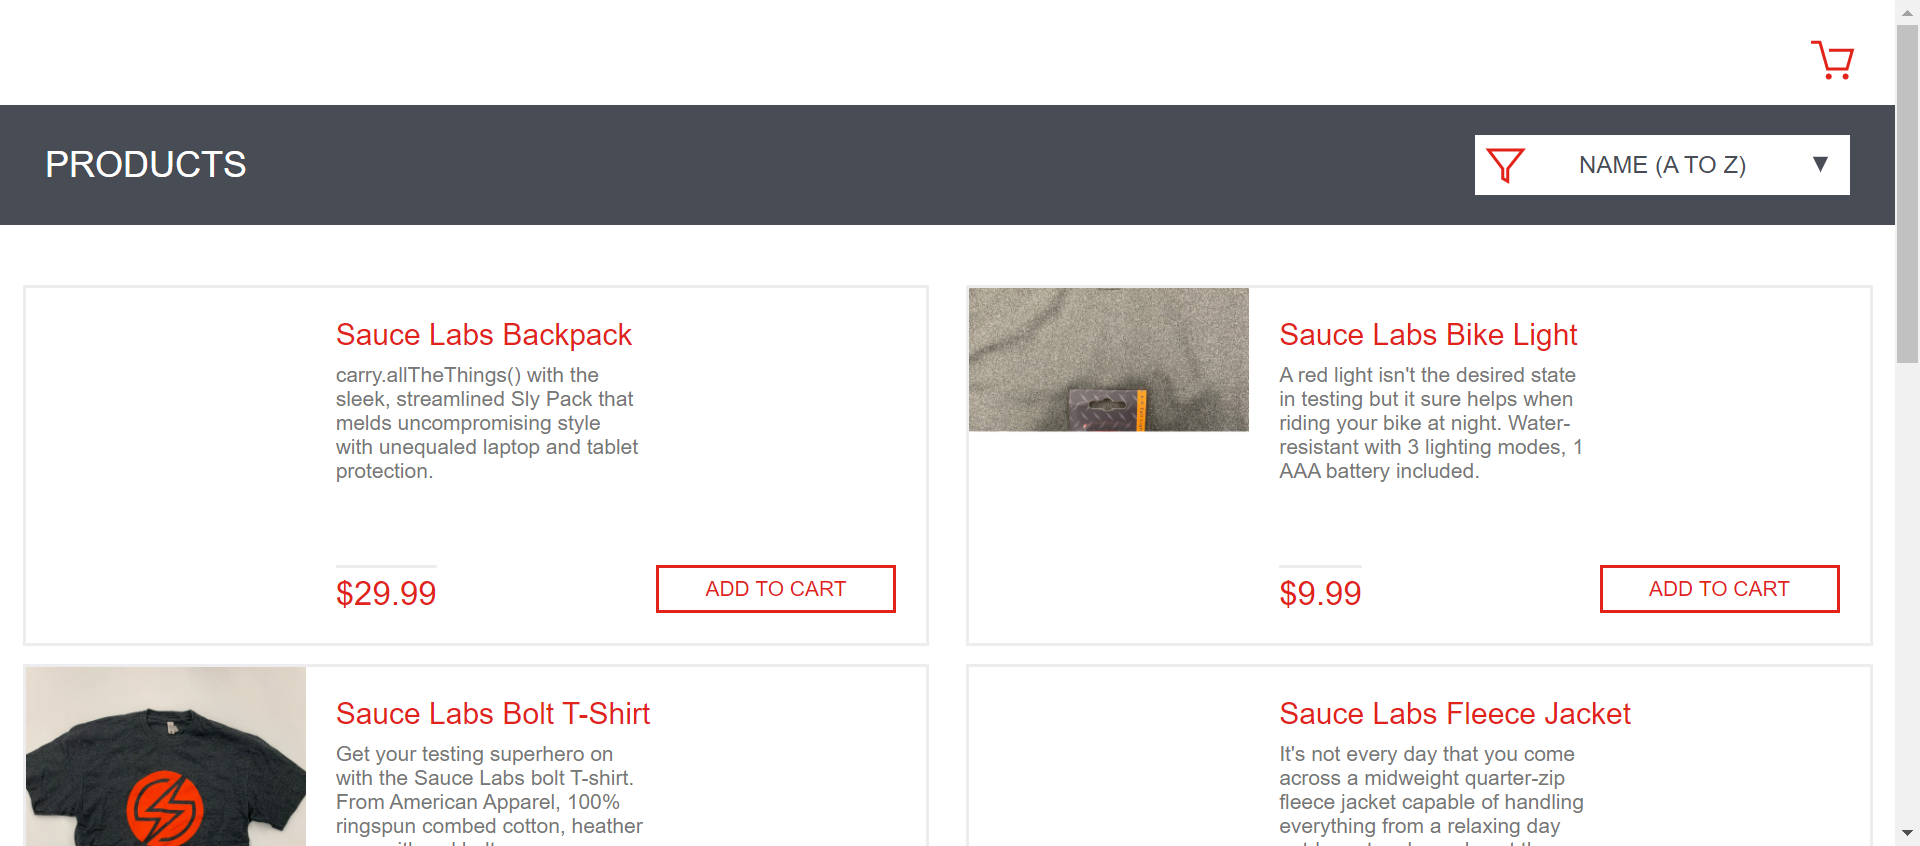 PRODUCTS
NAME (A TO Z)
Sauce Labs Backpack
carry.allTheThings() with the
sleek, streamlined Sly Pack that
melds uncompromising style
with unequaled laptop and tablet
protection.
$29.99
ADD TO CART
Sauce Labs Bike Light
A red light isn't the desired state
in testing but it sure helps when
riding your bike at night. Water-
resistant with 3 lighting modes, 1
AAA battery included.
$9.99
ADD TO CART
Sauce Labs Bolt T-Shirt
Get your testing superhero on
with the Sauce Labs bolt T-shirt.
From American Apparel, 100%
ringspun combed cotton, heather
Sauce Labs Fleece Jacket
It's not every day that you come
across a midweight quarter-zip
fleece jacket capable of handling
everything from a relaxing day